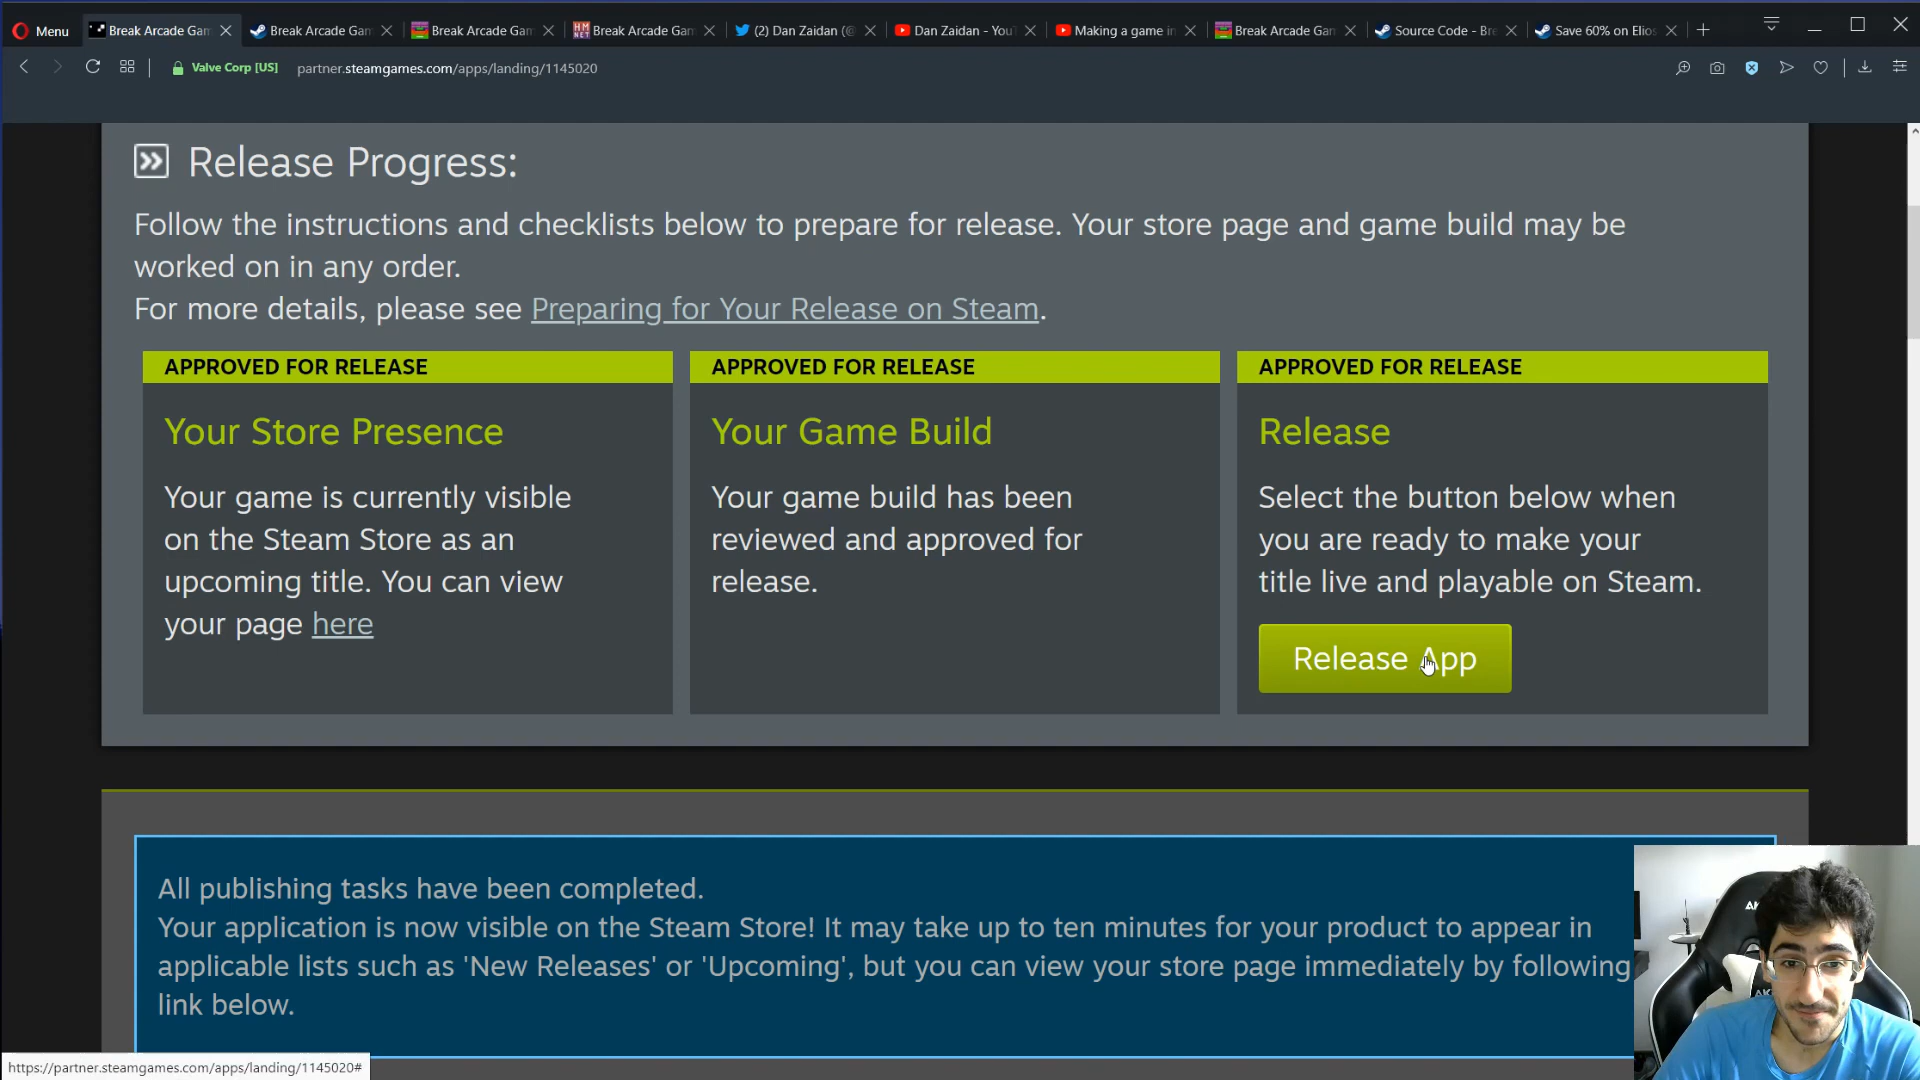 Menu
Break Arcade Gam
Break Arcade Gam
Break Arcade Gam
HM NET
Break Arcade Gam
(2) Dan Zaidan (@
Dan Zaidan - YouT
Making a game in
Break Arcade Gam
Source Code - Bre
Save 60% on Elios
Valve Corp [US]
partner.steamgames.com/apps/landing/1145020
Release Progress:
Follow the instructions and checklists below to prepare for release. Your store page and game build may be
worked on in any order.
For more details, please see Preparing for Your Release on Steam.
APPROVED FOR RELEASE
Your Store Presence
Your game is currently visible
on the Steam Store as an
upcoming title. You can view
your page here
APPROVED FOR RELEASE
Your Game Build
Your game build has been
reviewed and approved for
release.
APPROVED FOR RELEASE
Release
Select the button below when
you are ready to make your
title live and playable on Steam.
Release App
All publishing tasks have been completed.
Your application is now visible on the Steam Store! It may take up to ten minutes for your product to appear in
applicable lists such as 'New Releases' or 'Upcoming', but you can view your store page immediately by following
link below.
https://partner.steamgames.com/apps/landing/1145020#